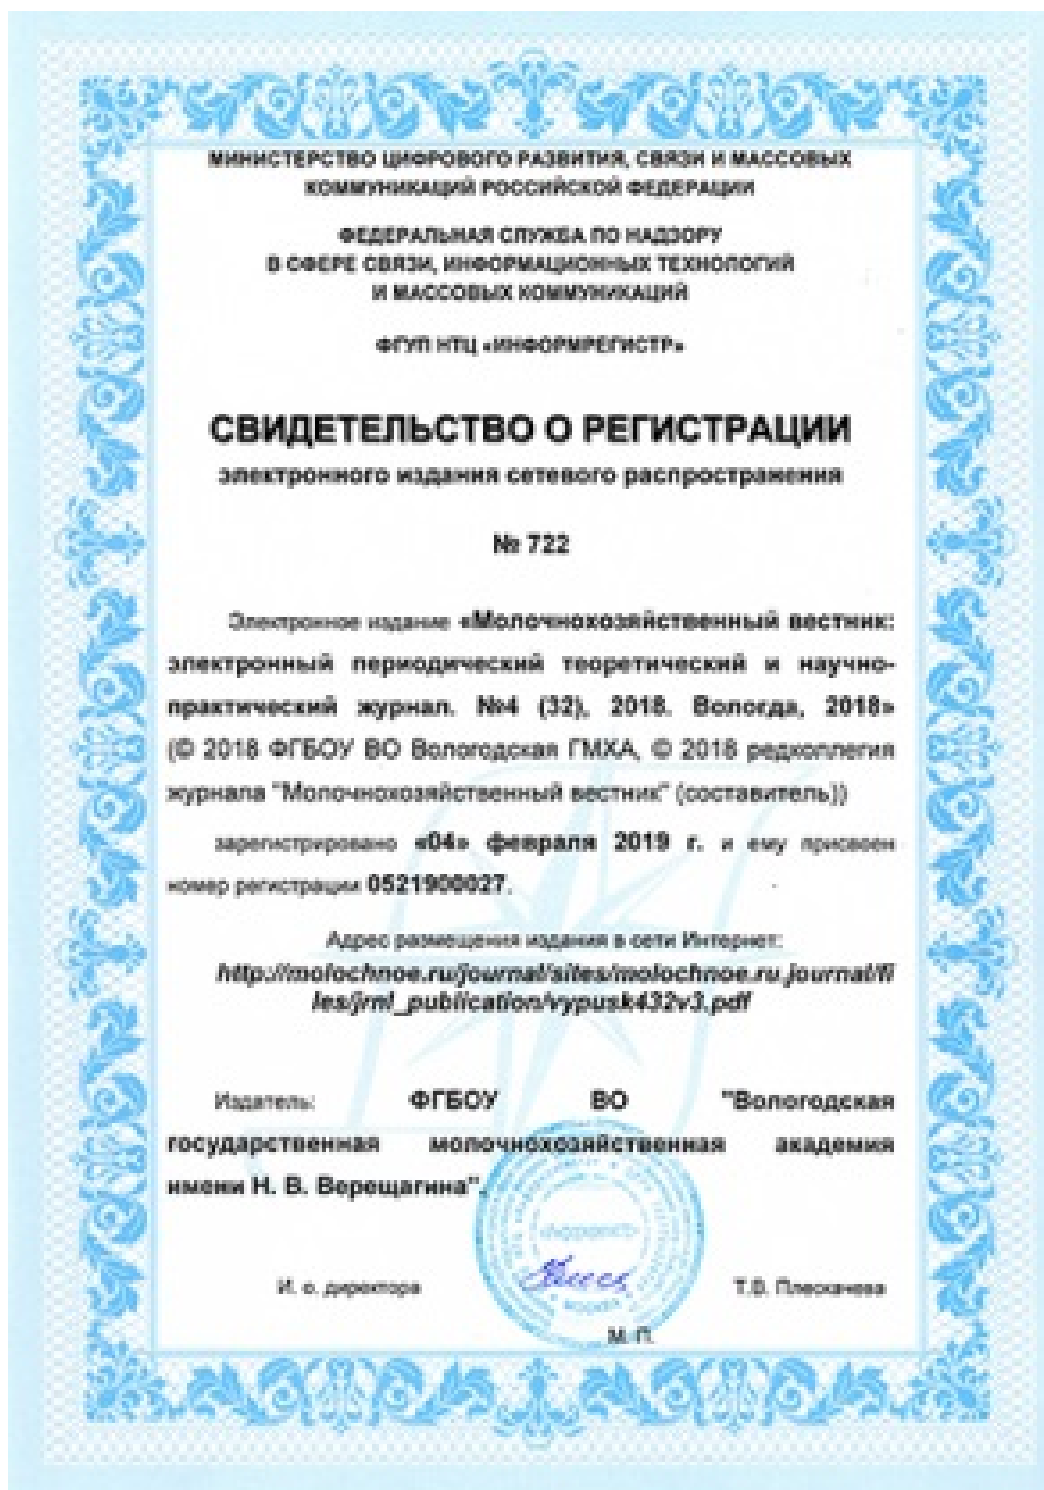 МИНИСТЕРСТВО ЦИФРОВОГО РАЗВИТИЯ, СВЯЗИ И МАССОВЫХ
КОММУНИКАЦИЙ РОССИЙСКОЙ ФЕДЕРАЦИИ
ФЕДЕРАЛЬНАЯ СЛУЖБА ПО НАДЗОРУ
В СФЕРЕ СВЯЗИ, ИНФОРМАЦИОННЫХ ТЕХНОЛОГИЙ
И МАССОВЫХ КОММУНИКАЦИЙ
ФГУП НТЦ «ИНФОРМРЕГИСТР»
СВИДЕТЕЛЬСТВО О РЕГИСТРАЦИИ
электронного издания сетевого распространения
№ 722
Электронное издание «Молочнохозяйственный вестник:
электронный периодический теоретический и научно-
практический журнал. №4 (32), 2018. Вологда, 2018»
(© 2018 ФГБОУ ВО Вологодская ГМХА, © 2018 редколлегия
журнала "Молочнохозяйственный вестник" (составитель))
зарегистрировано «04» февраля 2019 г. и ему присвоен
номер регистрации 0521900027.
Адрес размещения издания в сети Интернет:
http://molochnoe.ru/journal/sites/molochnoe.ru.journal/fi
les/jrnl_publication/vypusk432v3.pdf
Издатель: ФГБОУ ВО "Вологодская
государственная молочнохозяйственная академия
имени Н. В. Верещагина".
И. о. директора
Т.В. Плескачева
МОСКВА
М. П.